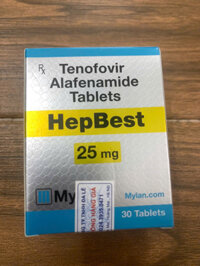 Rx
Tenofovir
Alafenamide
Tablets
HepBest
25 mg
Mylan.com
30 Tablets